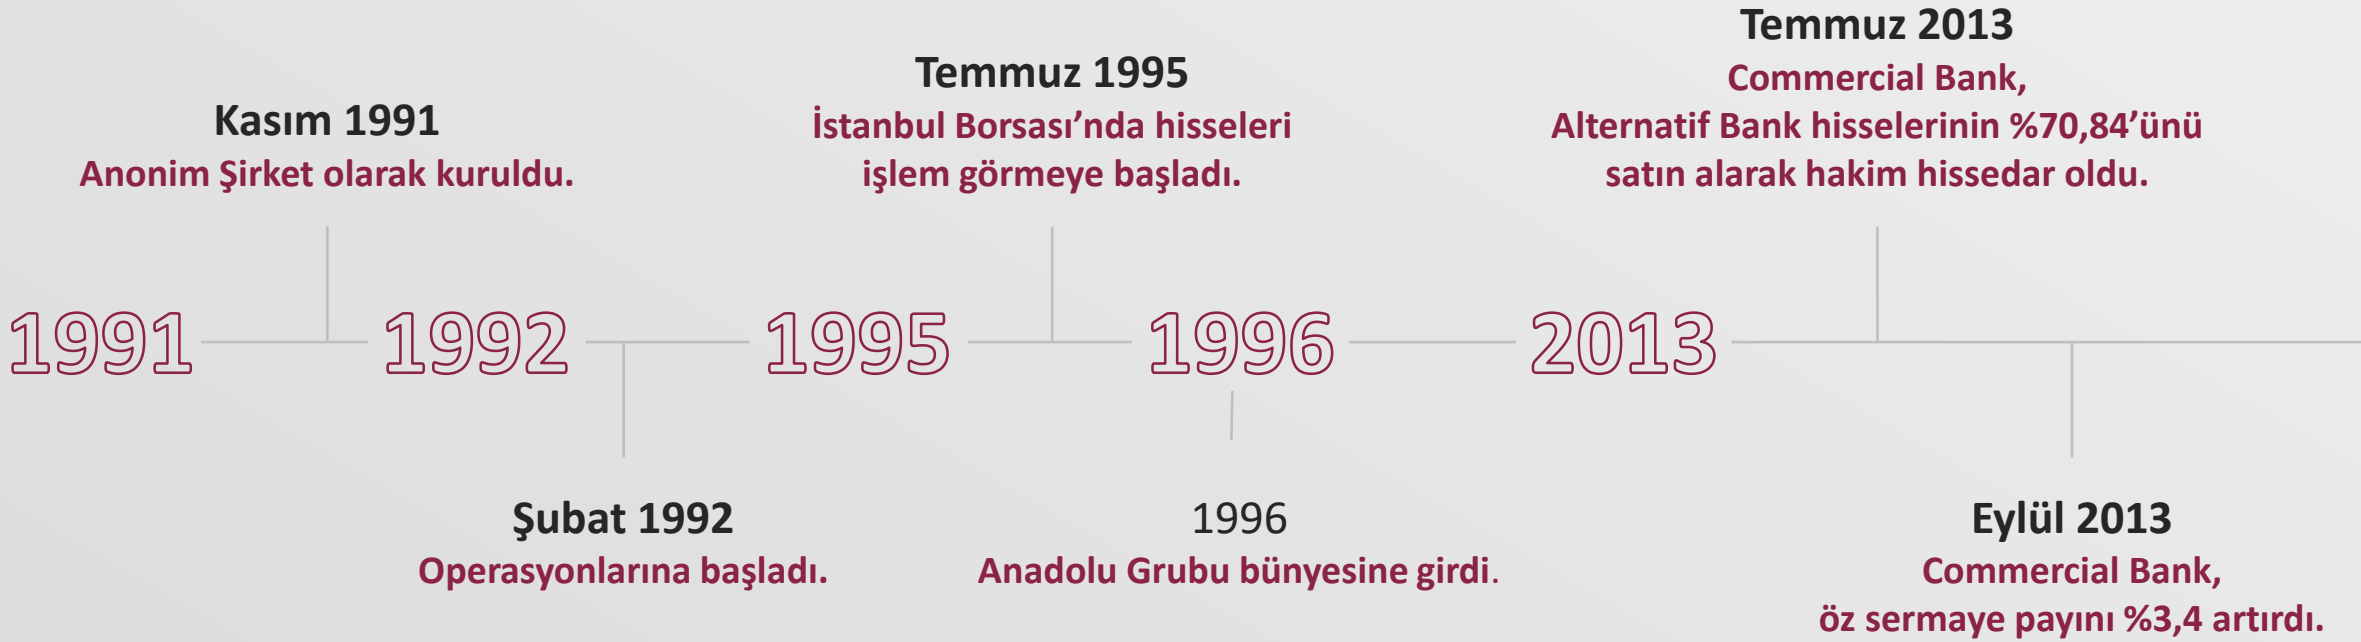 Kasım 1991
Anonim Şirket olarak kuruldu.
Temmuz 1995
İstanbul Borsası’nda hisseleri
işlem görmeye başladı.
Temmuz 2013
Commercial Bank,
Alternatif Bank hisselerinin %70,84’ünü
satın alarak hakim hissedar oldu.
1991
1992
1995
1996
2013
Şubat 1992
Operasyonlarına başladı.
1996
Anadolu Grubu bünyesine girdi.
Eylül 2013
Commercial Bank,
öz sermaye payını %3,4 artırdı.